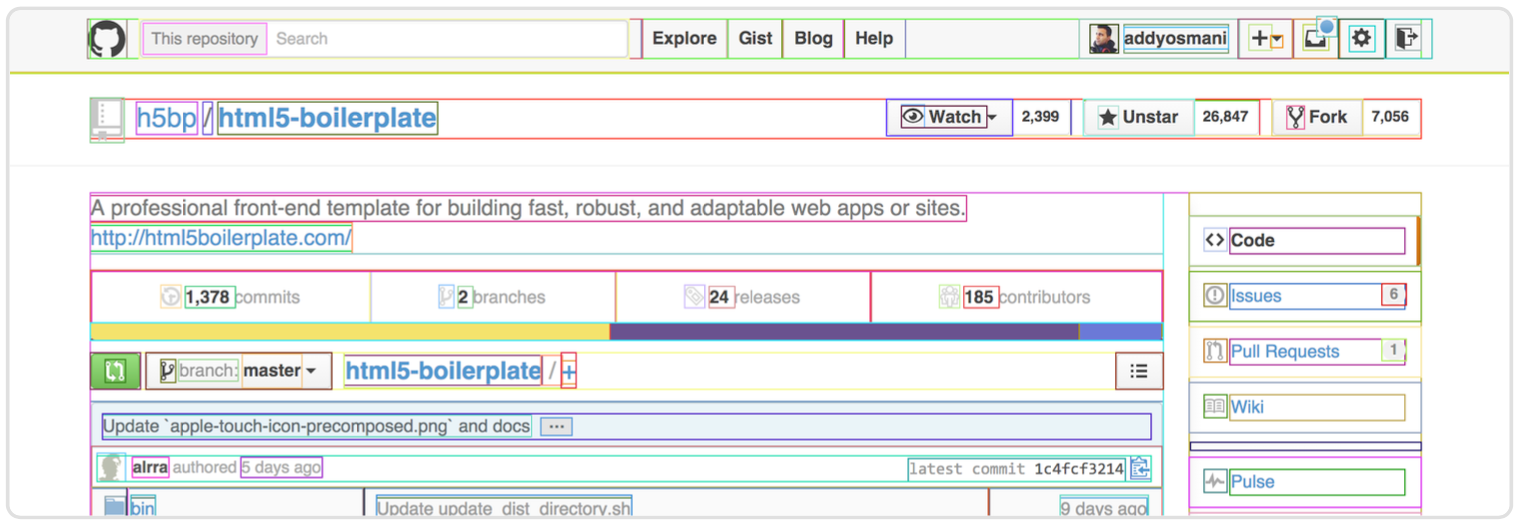 This repository Search Explore Gist Blog Help addyosmani
h5bp / html5-boilerplate Watch 2,399 Unstar 26,847 Fork 7,056
A professional front-end template for building fast, robust, and adaptable web apps or sites.
http://html5boilerplate.com/
1,378 commits 2 branches 24 releases 185 contributors
branch: master html5-boilerplate / +
Update `apple-touch-icon-precomposed.png` and docs ...
alrra authored 5 days ago latest commit 1c4fcf3214
bin Update update_dist_directory.sh 9 days ago
Code
Issues 6
Pull Requests 1
Wiki
Pulse